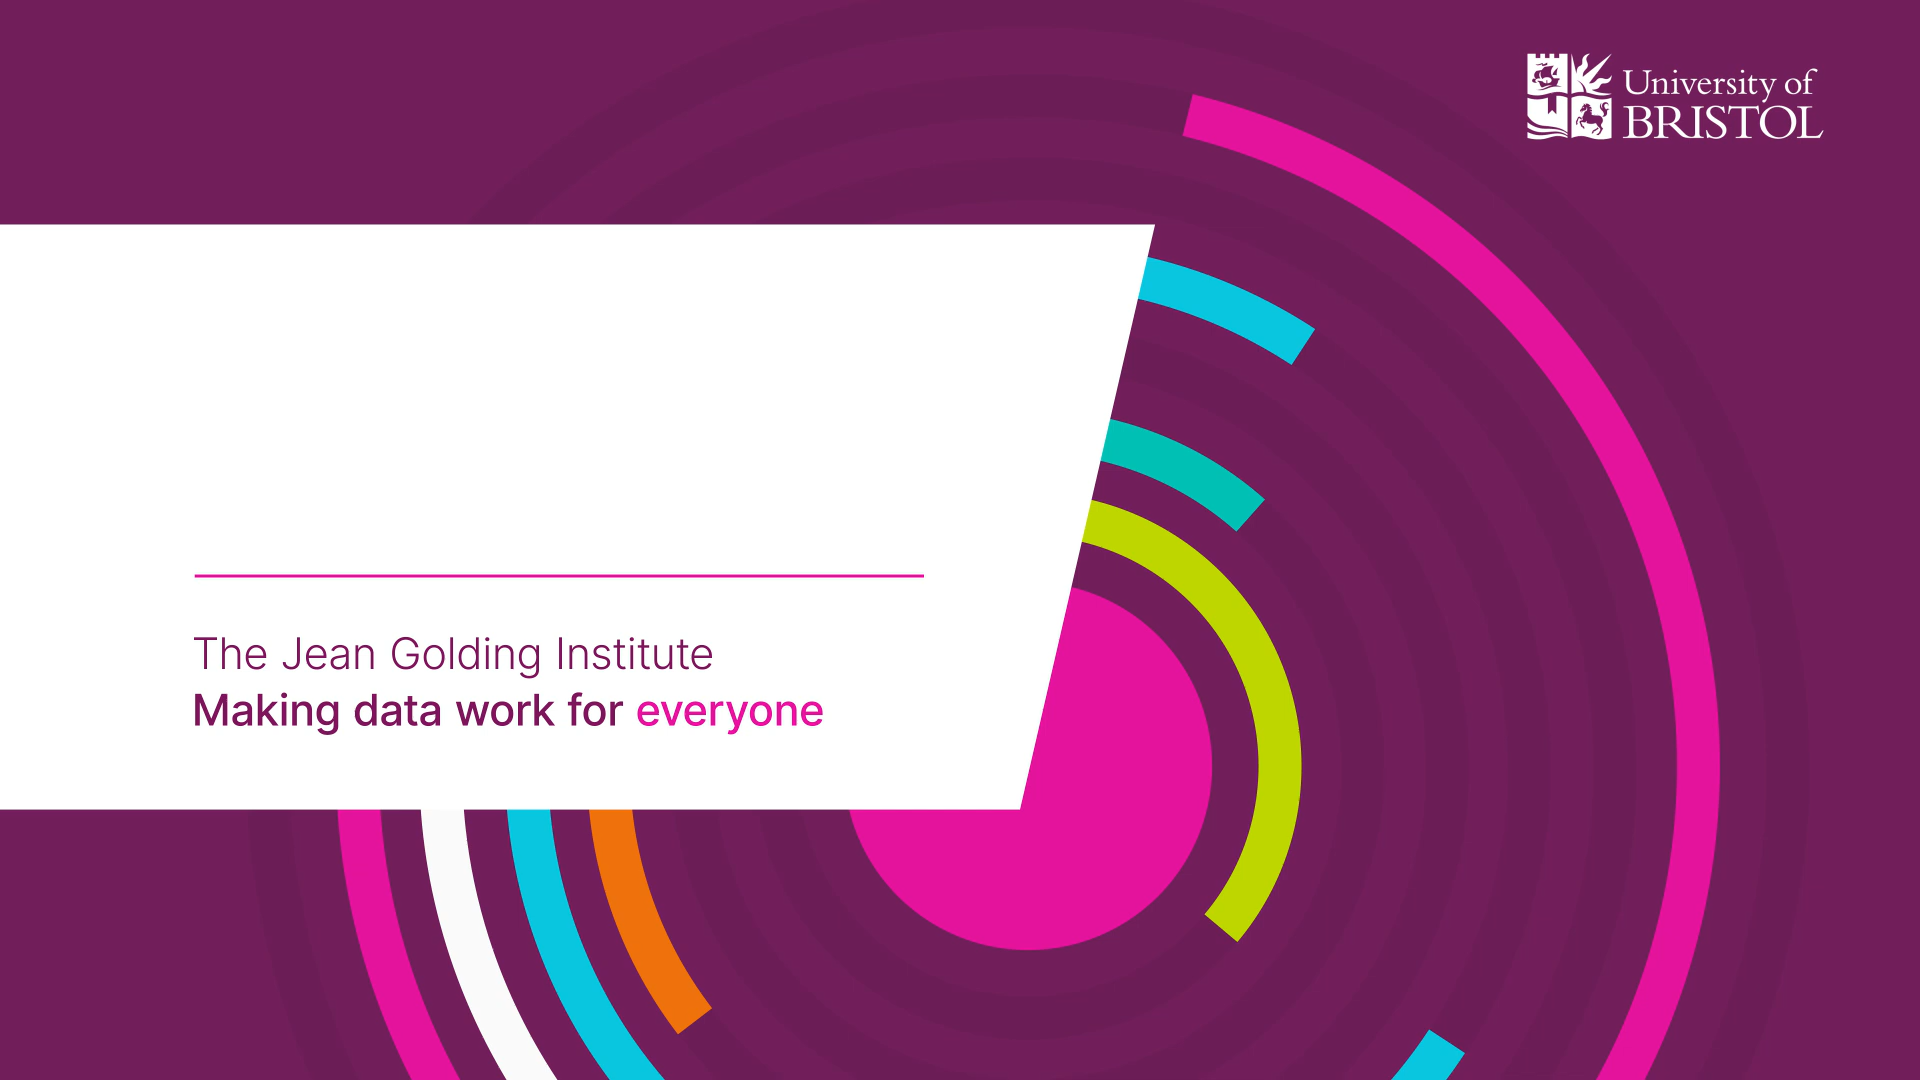 University of
BRISTOL
The Jean Golding Institute
Making data work for everyone